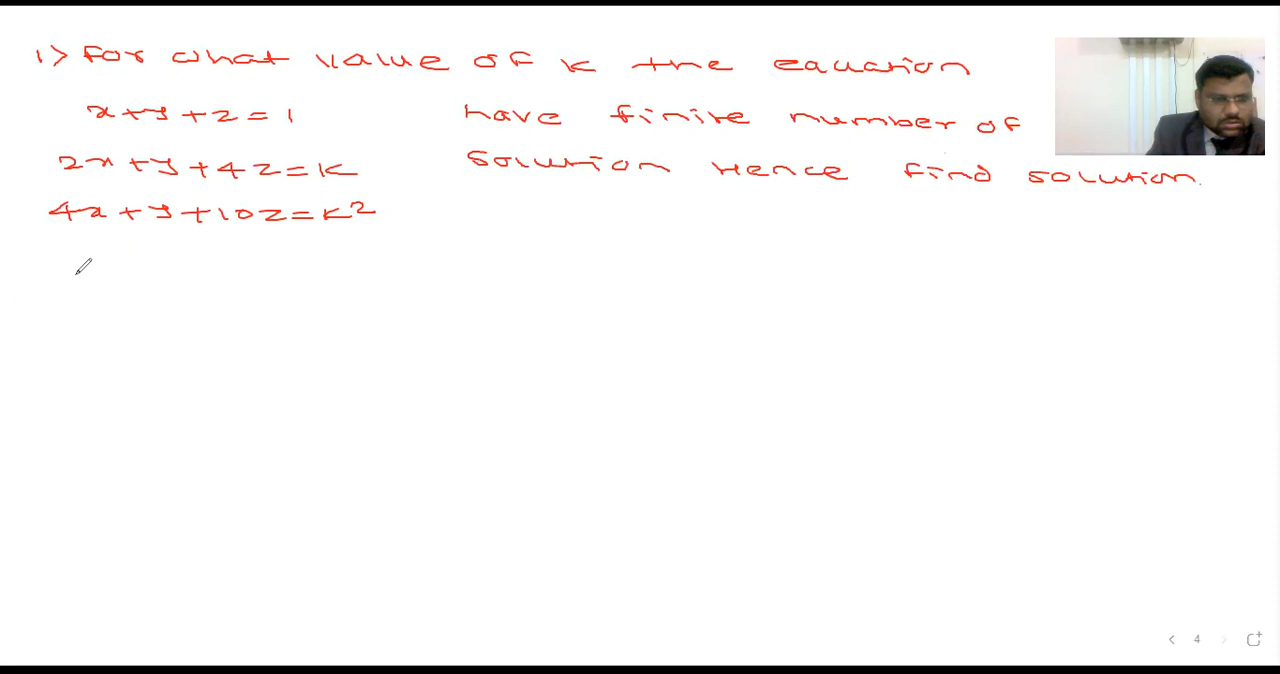 1) For what value of k the equation
x+y+z=1 have finite number of
2x+y+4z=k solution Hence find solution.
4x+y+10z=k²
< 4 >